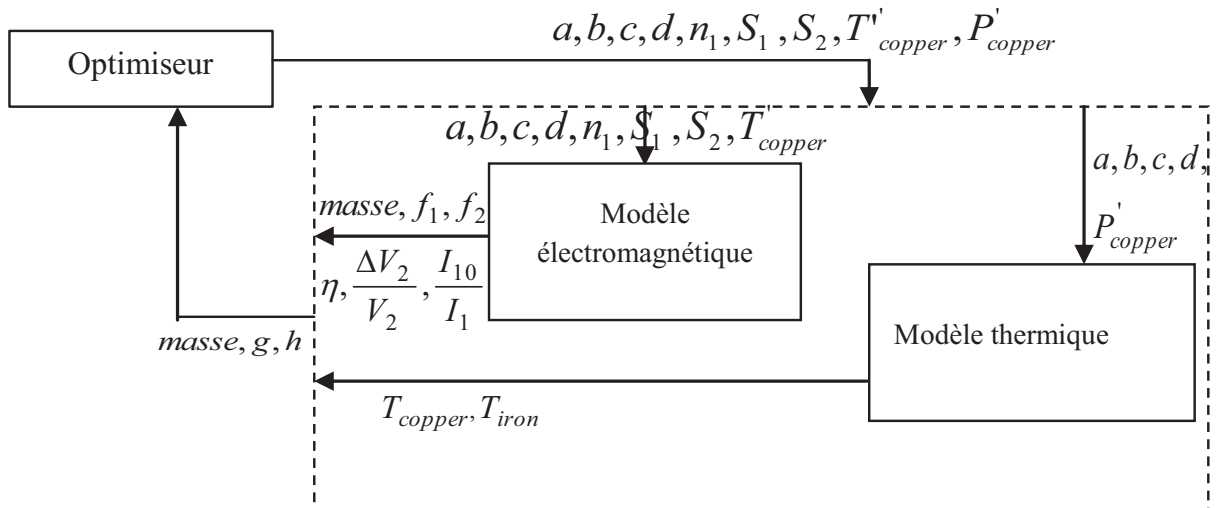 a, b, c, d, n₁, S₁, S₂, T''copper, P'copper
Optimiseur
a, b, c, d, n₁, S₁, S₂, T'copper
a, b, c, d,
P'copper
masse, f₁, f₂
η, ΔV₂/V₂, I₁₀/I₁
Modèle
électromagnétique
Modèle thermique
masse, g, h
Tcopper, Tiron